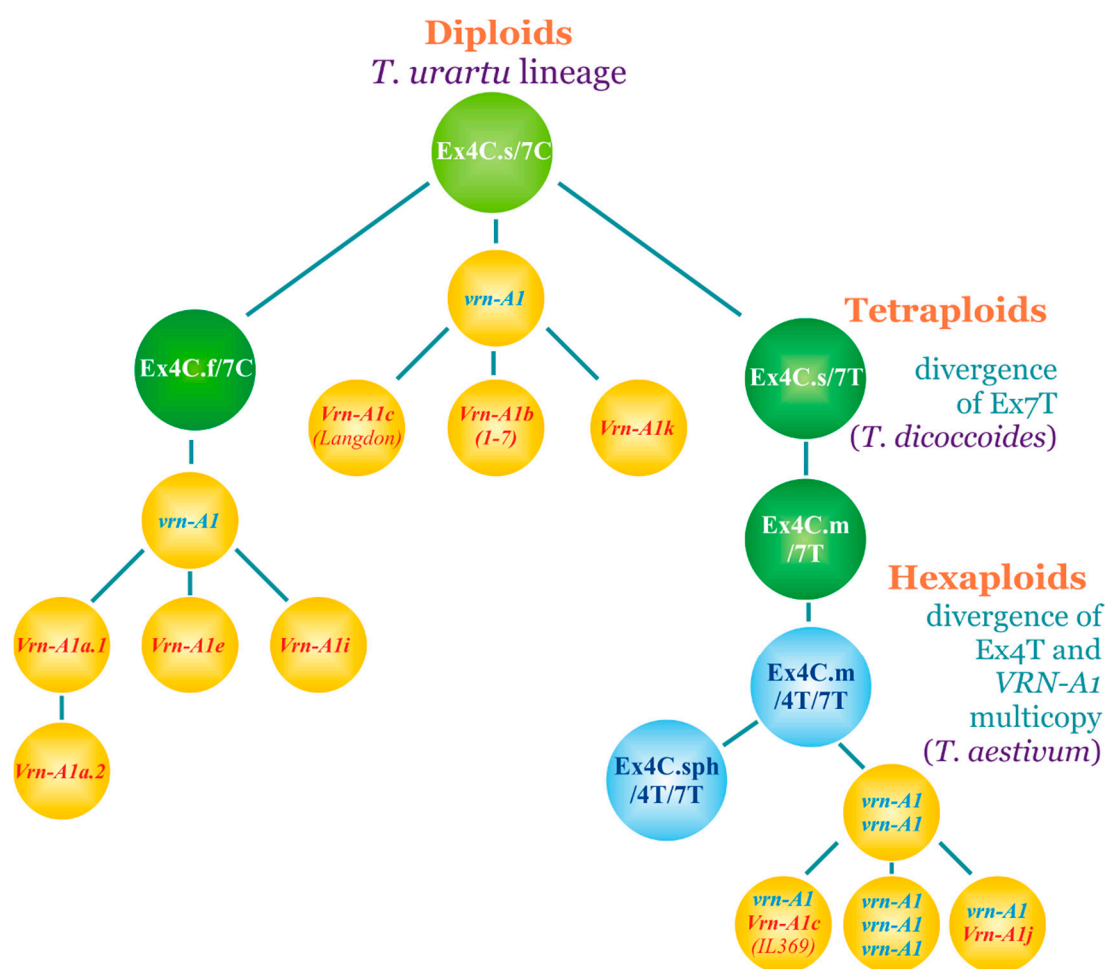 Diploids
T. urartu lineage
Ex4C.s/7C
vrn-A1
Ex4C.f/7C
Vrn-A1c
(Langdon)
Vrn-A1b
(1-7)
Vrn-A1k
Tetraploids
Ex4C.s/7T
divergence
of Ex7T
(T. dicoccoides)
vrn-A1
Ex4C.m
/7T
Vrn-A1a.1
Vrn-A1e
Vrn-A1i
Vrn-A1a.2
Hexaploids
divergence of
Ex4T and
VRN-A1
multicopy
(T. aestivum)
Ex4C.m
/4T/7T
Ex4C.sph
/4T/7T
vrn-A1
vrn-A1
vrn-A1
Vrn-A1c
(IL369)
vrn-A1
vrn-A1
vrn-A1
vrn-A1
Vrn-A1j